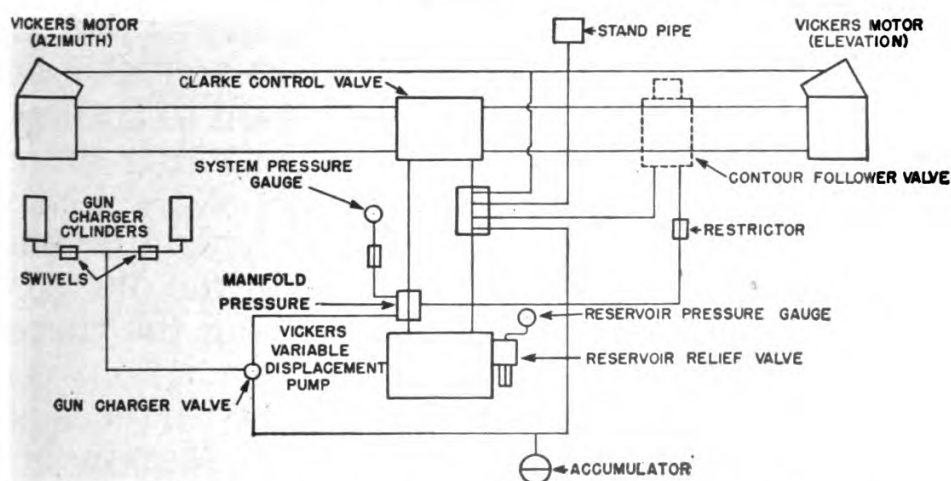 VICKERS MOTOR
(AZIMUTH)
STAND PIPE
VICKERS MOTOR
(ELEVATION)
CLARKE CONTROL VALVE
SYSTEM PRESSURE
GAUGE
CONTOUR FOLLOWER VALVE
GUN
CHARGER
CYLINDERS
RESTRICTOR
SWIVELS
MANIFOLD
PRESSURE
RESERVOIR PRESSURE GAUGE
VICKERS
VARIABLE
DISPLACEMENT
PUMP
RESERVOIR RELIEF VALVE
GUN CHARGER VALVE
ACCUMULATOR